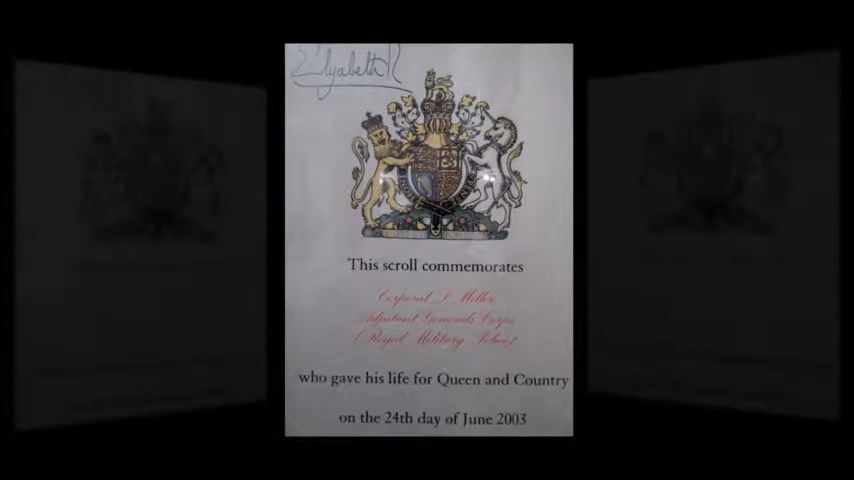 Elizabeth R
This scroll commemorates
Corporal S Miller
Adjutant General's Corps
(Royal Military Police)
who gave his life for Queen and Country
on the 24th day of June 2003